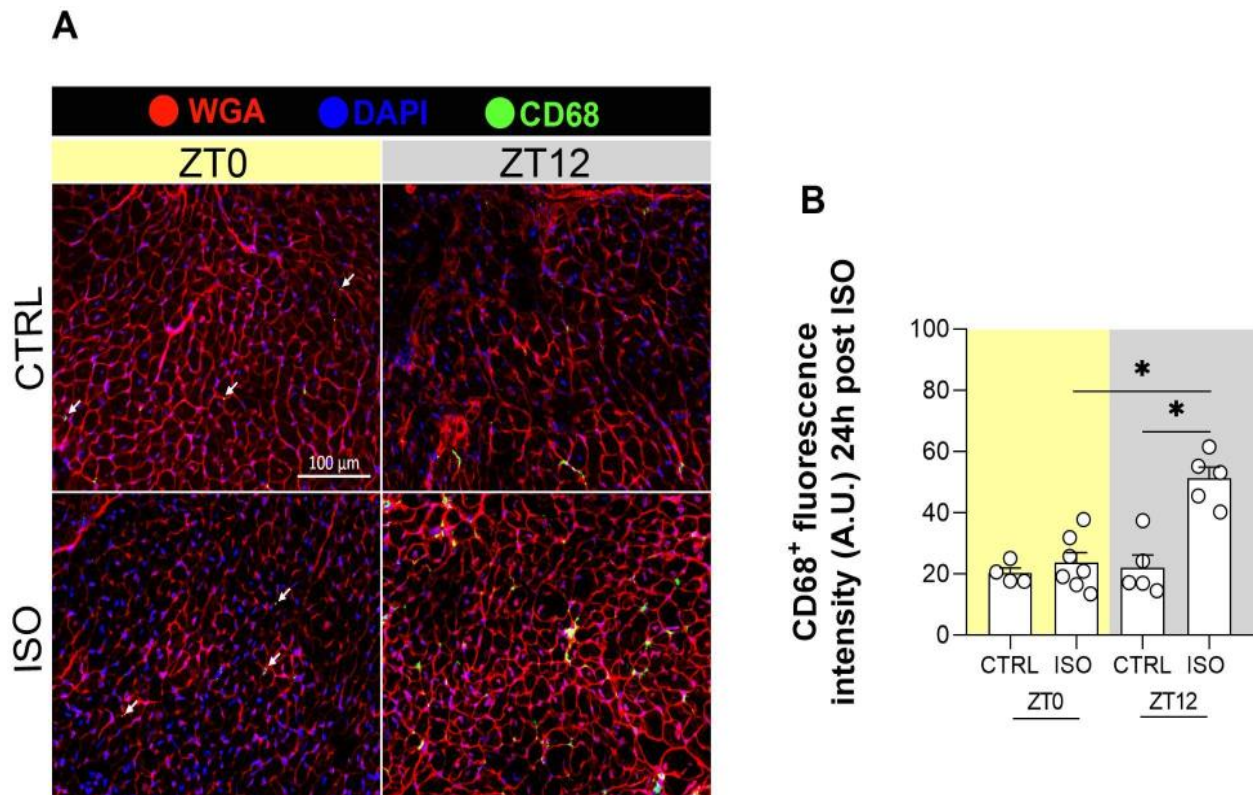 A
WGA DAPI CD68
ZT0 ZT12
CTRL
100 µm
ISO
B
CD68⁺ fluorescence
intensity (A.U.) 24h post ISO
100
80
60
40
20
0
* 
*
CTRL ISO CTRL ISO
ZT0 ZT12